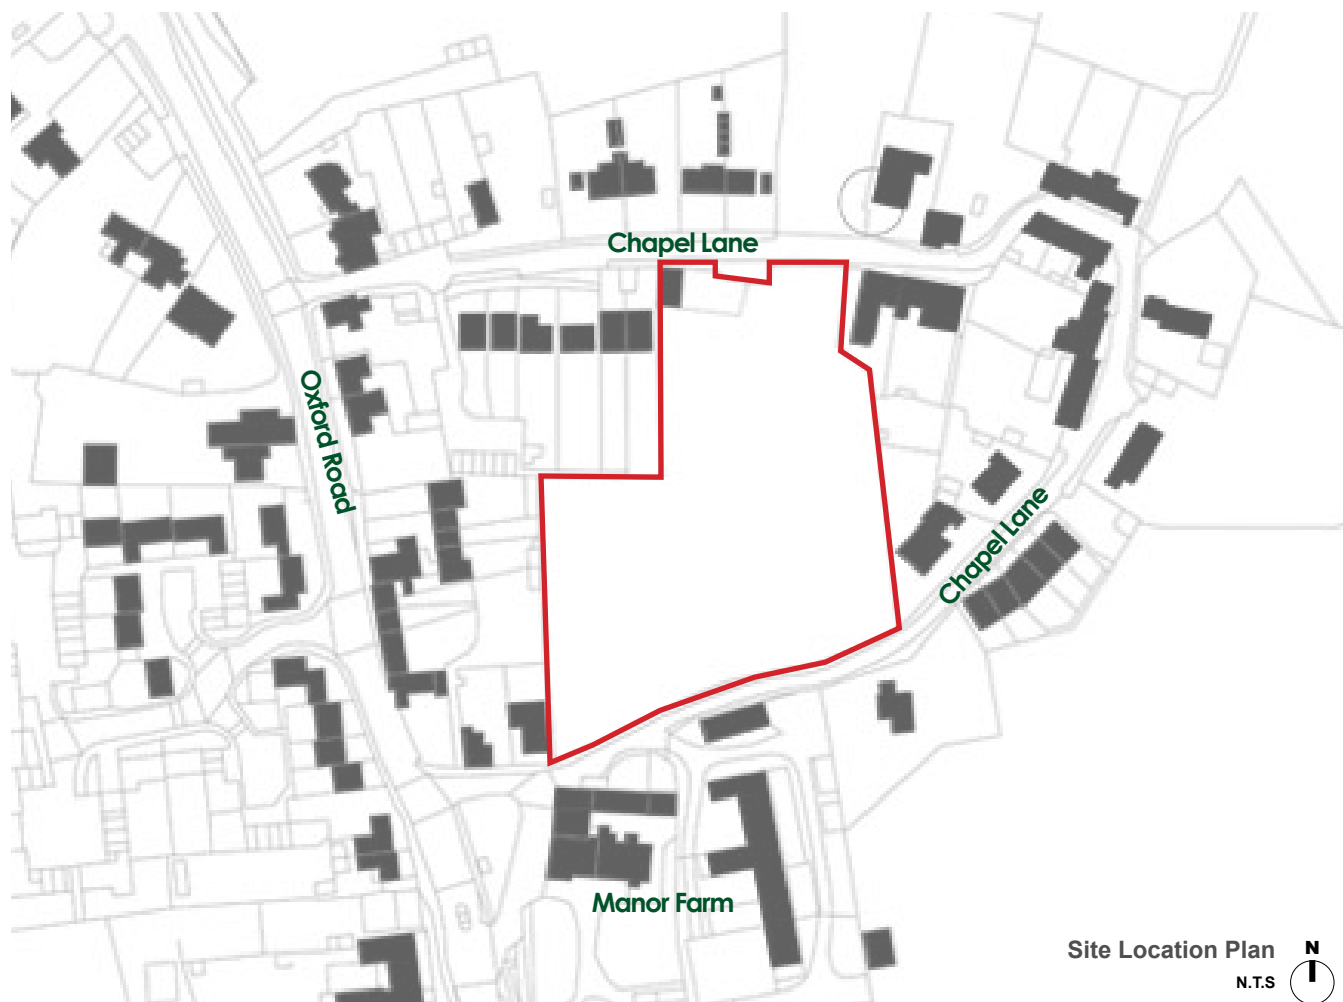 Chapel Lane
Oxford Road
Chapel Lane
Manor Farm
Site Location Plan
N
N.T.S